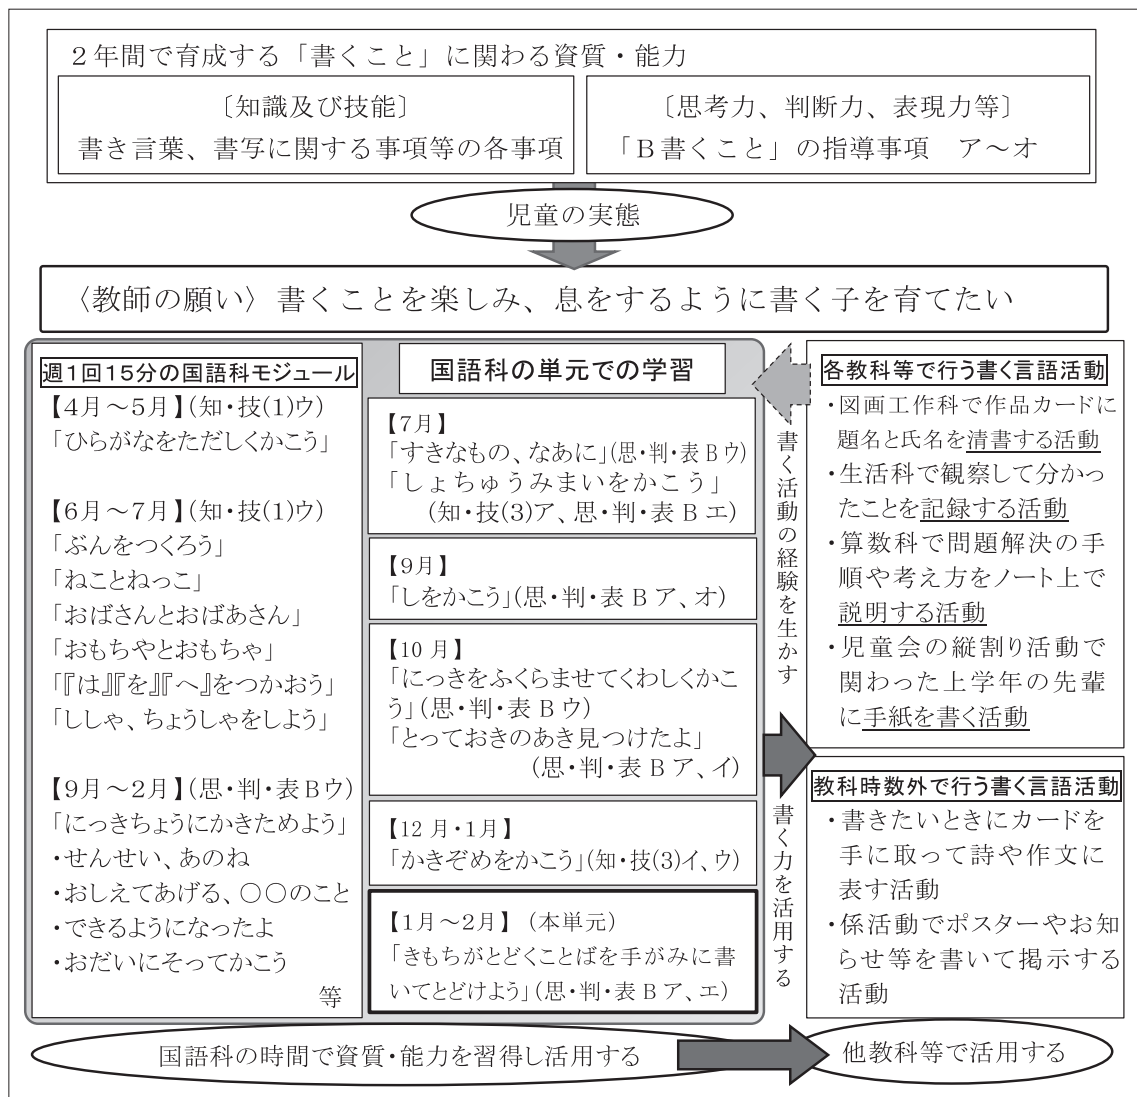 ２年間で育成する「書くこと」に関わる資質・能力
〔知識及び技能〕
書き言葉、書写に関する事項等の各事項
〔思考力、判断力、表現力等〕
「Ｂ書くこと」の指導事項　ア～オ
児童の実態
〈教師の願い〉書くことを楽しみ、息をするように書く子を育てたい
週１回１５分の国語科モジュール
【４月～５月】(知・技(1)ウ)
「ひらがなをただしくかこう」
【６月～７月】(知・技(1)ウ)
「ぶんをつくろう」
「ねことねっこ」
「おばさんとおばあさん」
「おもちやとおもちゃ」
「『は』『を』『へ』をつかおう」
「ししゃ、ちょうしゃをしよう」
【９月～２月】(思・判・表Ｂウ)
「にっきちょうにかきためよう」
・せんせい、あのね
・おしえてあげる、〇〇のこと
・できるようになったよ
・おだいにそってかこう
等
国語科の単元での学習
【７月】
「すきなもの、なあに」(思・判・表Ｂウ)
「しょちゅうみまいをかこう」
(知・技(3)ア、思・判・表Ｂエ)
【９月】
「しをかこう」(思・判・表Ｂア、オ)
【10月】
「にっきをふくらませてくわしくかこ
う」(思・判・表Ｂウ)
「とっておきのあき見つけたよ」
(思・判・表Ｂア、イ)
【12月・１月】
「かきぞめをかこう」(知・技(3)イ、ウ)
【１月～２月】（本単元）
「きもちがとどくことばを手がみに書
いてとどけよう」(思・判・表Ｂア、エ)
書く活動の経験を生かす
書く力を活用する
各教科等で行う書く言語活動
・図画工作科で作品カードに
題名と氏名を清書する活動
・生活科で観察して分かっ
たことを記録する活動
・算数科で問題解決の手
順や考え方をノート上で
説明する活動
・児童会の縦割り活動で
関わった上学年の先輩
に手紙を書く活動
教科時数外で行う書く言語活動
・書きたいときにカードを
手に取って詩や作文に
表す活動
・係活動でポスターやお知
らせ等を書いて掲示する
活動
国語科の時間で資質・能力を習得し活用する
他教科等で活用する